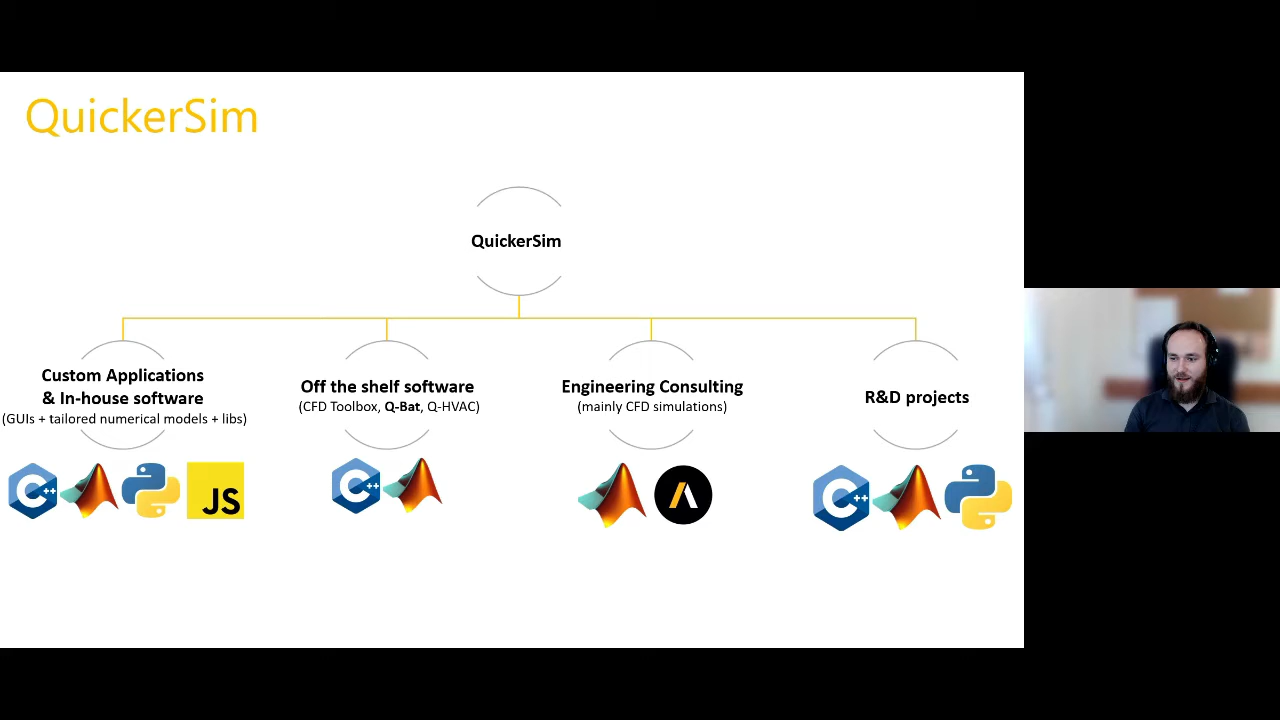 QuickerSim
QuickerSim
Custom Applications
& In-house software
(GUIs + tailored numerical models + libs)
Off the shelf software
(CFD Toolbox, Q-Bat, Q-HVAC)
Engineering Consulting
(mainly CFD simulations)
R&D projects
C++
JS
C++
C++